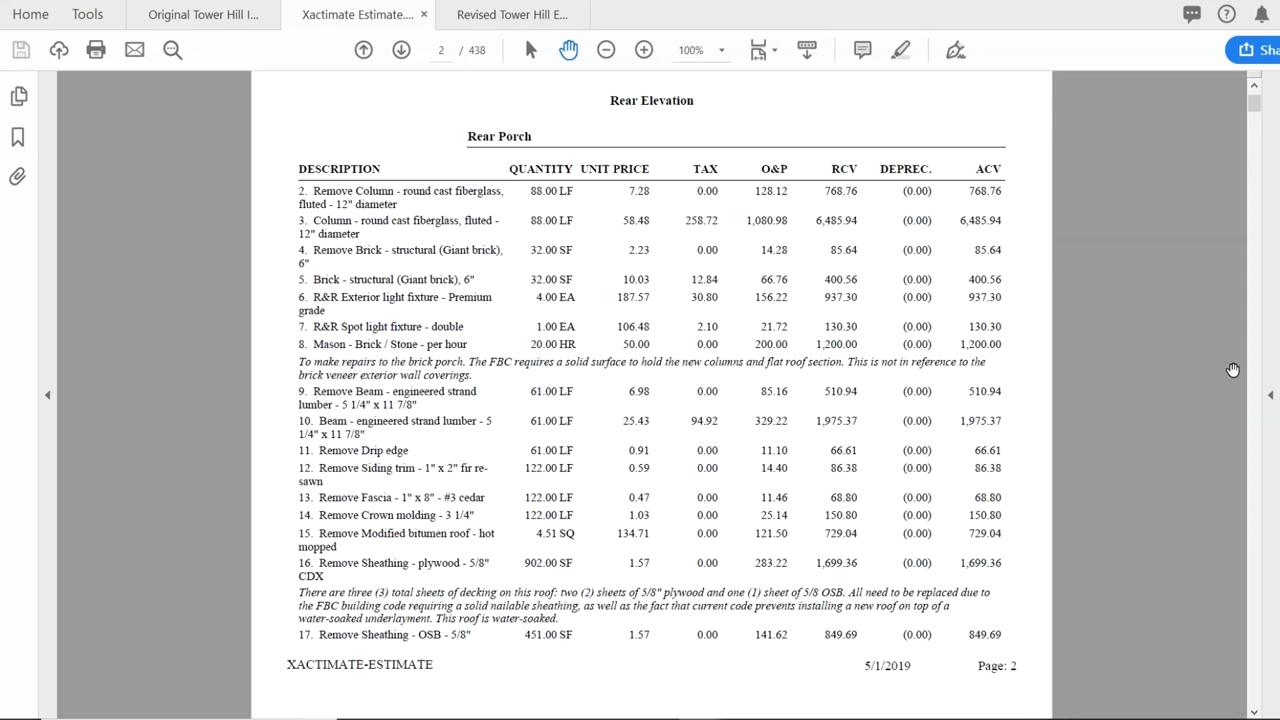 Home Tools Original Tower Hill I... Xactimate Estimate.... × Revised Tower Hill E...
2 / 438 100% Sha
Rear Elevation
Rear Porch
DESCRIPTION QUANTITY UNIT PRICE TAX O&P RCV DEPREC. ACV
2. Remove Column - round cast fiberglass, 88.00 LF 7.28 0.00 128.12 768.76 (0.00) 768.76
fluted - 12" diameter
3. Column - round cast fiberglass, fluted - 88.00 LF 58.48 258.72 1,080.98 6,485.94 (0.00) 6,485.94
12" diameter
4. Remove Brick - structural (Giant brick), 32.00 SF 2.23 0.00 14.28 85.64 (0.00) 85.64
6"
5. Brick - structural (Giant brick), 6" 32.00 SF 10.03 12.84 66.76 400.56 (0.00) 400.56
6. R&R Exterior light fixture - Premium 4.00 EA 187.57 30.80 156.22 937.30 (0.00) 937.30
grade
7. R&R Spot light fixture - double 1.00 EA 106.48 2.10 21.72 130.30 (0.00) 130.30
8. Mason - Brick / Stone - per hour 20.00 HR 50.00 0.00 200.00 1,200.00 (0.00) 1,200.00
To make repairs to the brick porch. The FBC requires a solid surface to hold the new columns and flat roof section. This is not in reference to the
brick veneer exterior wall coverings.
9. Remove Beam - engineered strand 61.00 LF 6.98 0.00 85.16 510.94 (0.00) 510.94
lumber - 5 1/4" x 11 7/8"
10. Beam - engineered strand lumber - 5 61.00 LF 25.43 94.92 329.22 1,975.37 (0.00) 1,975.37
1/4" x 11 7/8"
11. Remove Drip edge 61.00 LF 0.91 0.00 11.10 66.61 (0.00) 66.61
12. Remove Siding trim - 1" x 2" fir re- 122.00 LF 0.59 0.00 14.40 86.38 (0.00) 86.38
sawn
13. Remove Fascia - 1" x 8" - #3 cedar 122.00 LF 0.47 0.00 11.46 68.80 (0.00) 68.80
14. Remove Crown molding - 3 1/4" 122.00 LF 1.03 0.00 25.14 150.80 (0.00) 150.80
15. Remove Modified bitumen roof - hot 4.51 SQ 134.71 0.00 121.50 729.04 (0.00) 729.04
mopped
16. Remove Sheathing - plywood - 5/8" 902.00 SF 1.57 0.00 283.22 1,699.36 (0.00) 1,699.36
CDX
There are three (3) total sheets of decking on this roof: two (2) sheets of 5/8" plywood and one (1) sheet of 5/8 OSB. All need to be replaced due to
the FBC building code requiring a solid nailable sheathing, as well as the fact that current code prevents installing a new roof on top of a
water-soaked underlayment. This roof is water-soaked.
17. Remove Sheathing - OSB - 5/8" 451.00 SF 1.57 0.00 141.62 849.69 (0.00) 849.69
XACTIMATE-ESTIMATE 5/1/2019 Page: 2